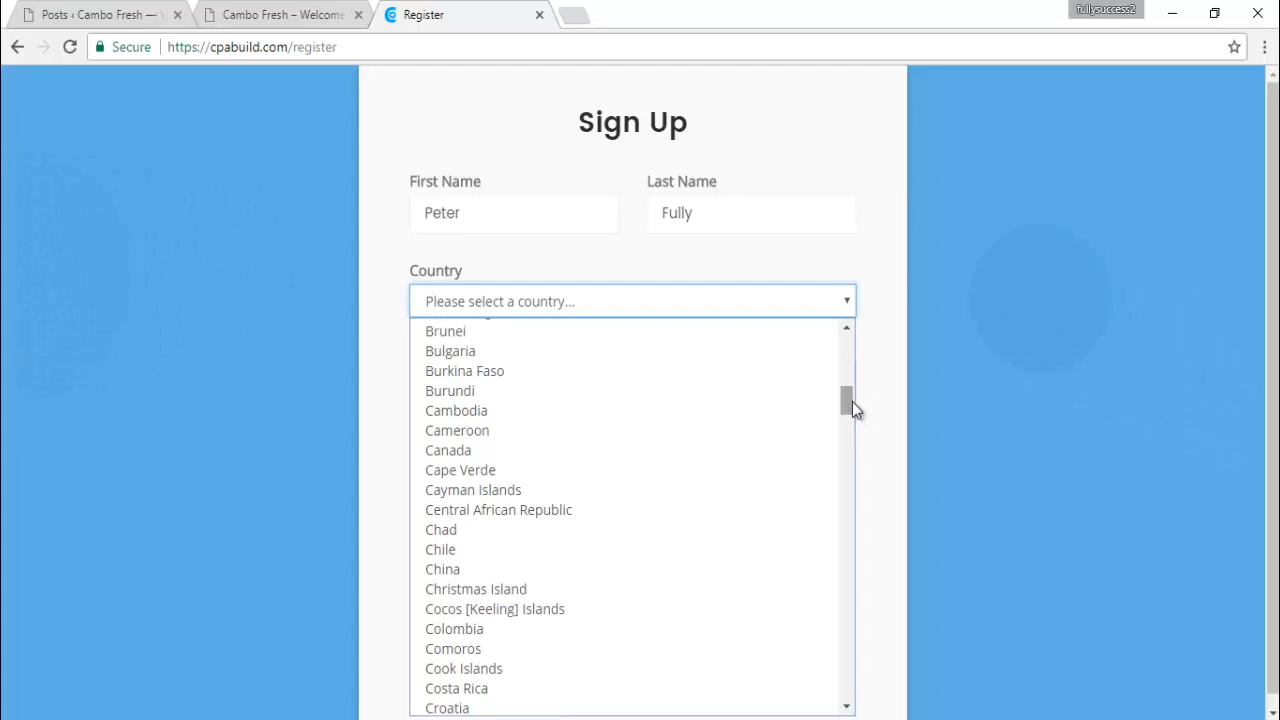 Posts ‹ Cambo Fresh —
Cambo Fresh – Welcome
Register
fullysuccess2
Secure
https://cpabuild.com/register
Sign Up
First Name
Last Name
Peter
Fully
Country
Please select a country...
Brunei
Bulgaria
Burkina Faso
Burundi
Cambodia
Cameroon
Canada
Cape Verde
Cayman Islands
Central African Republic
Chad
Chile
China
Christmas Island
Cocos [Keeling] Islands
Colombia
Comoros
Cook Islands
Costa Rica
Croatia